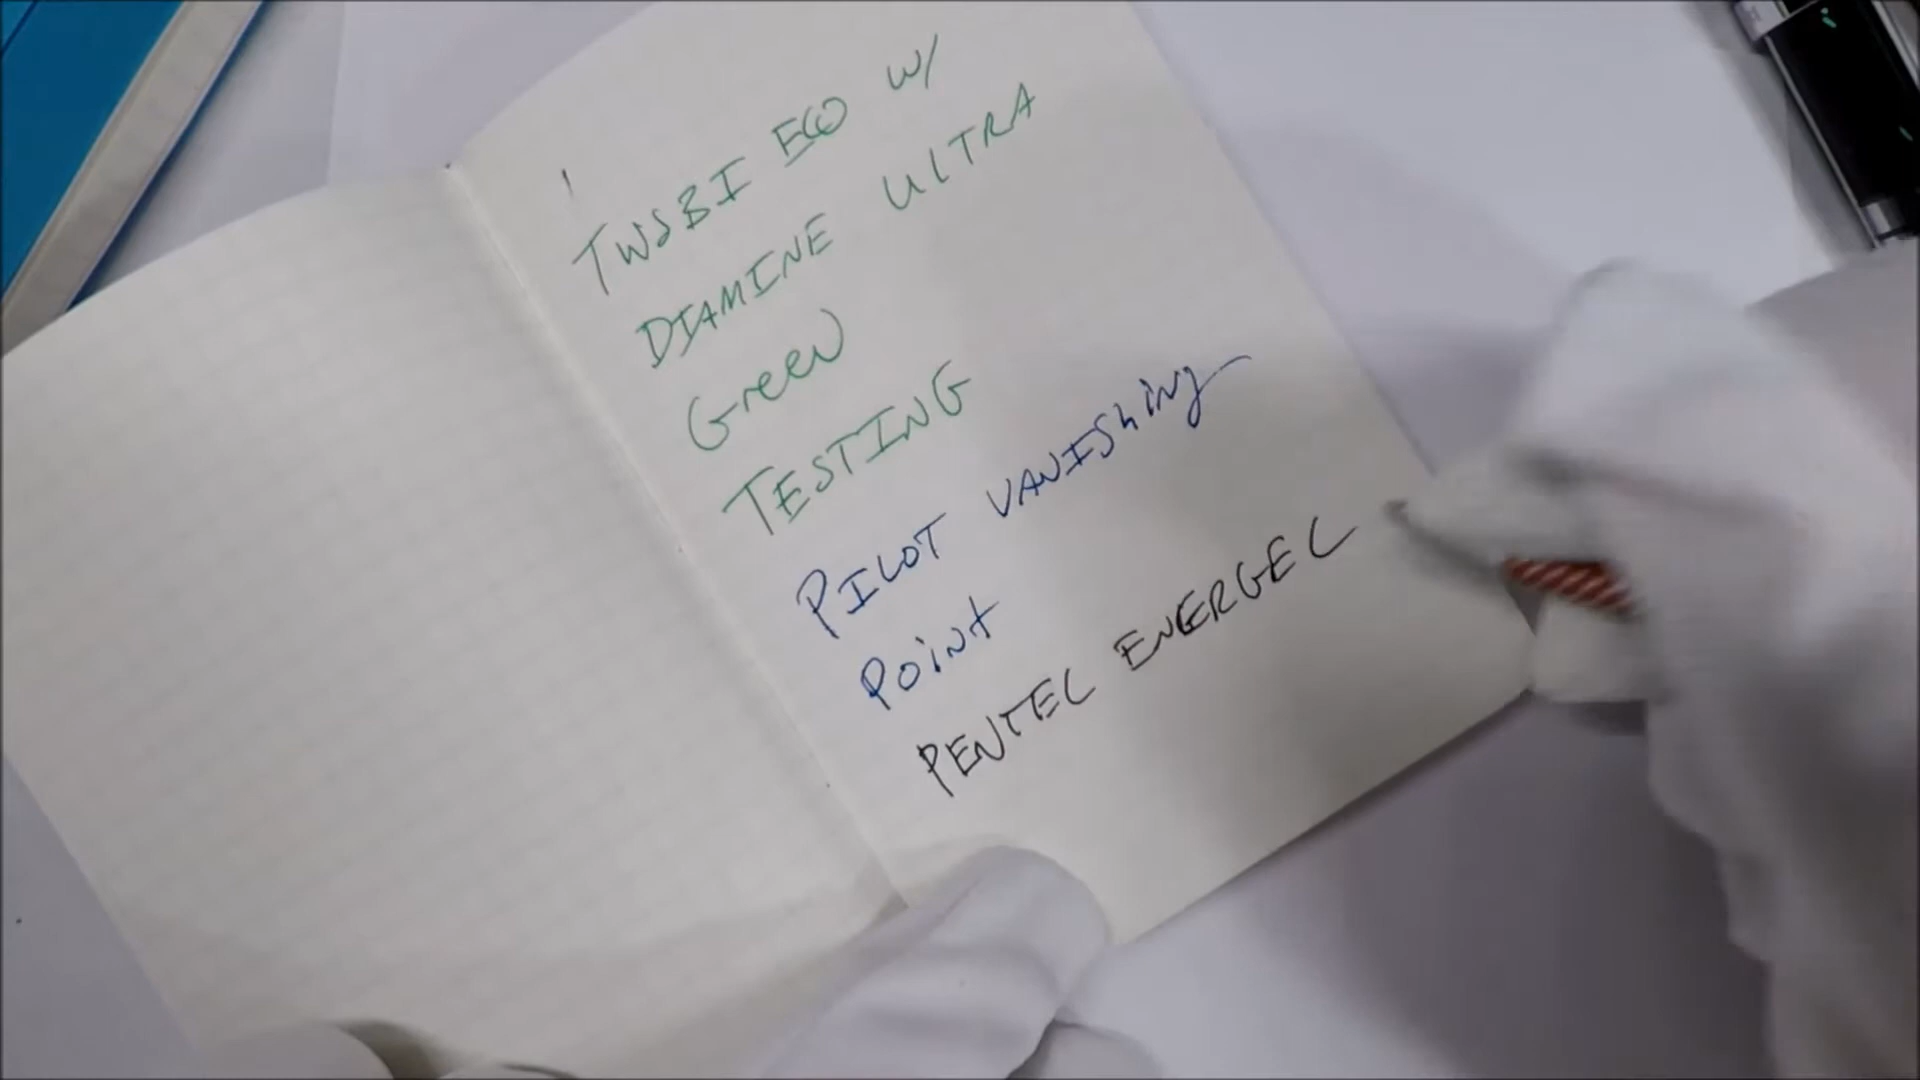 TWSBI ECO W/
DIAMINE ULTRA
Green
TESTING
PILOT VANISHING
Point
PENTEL ENERGEL